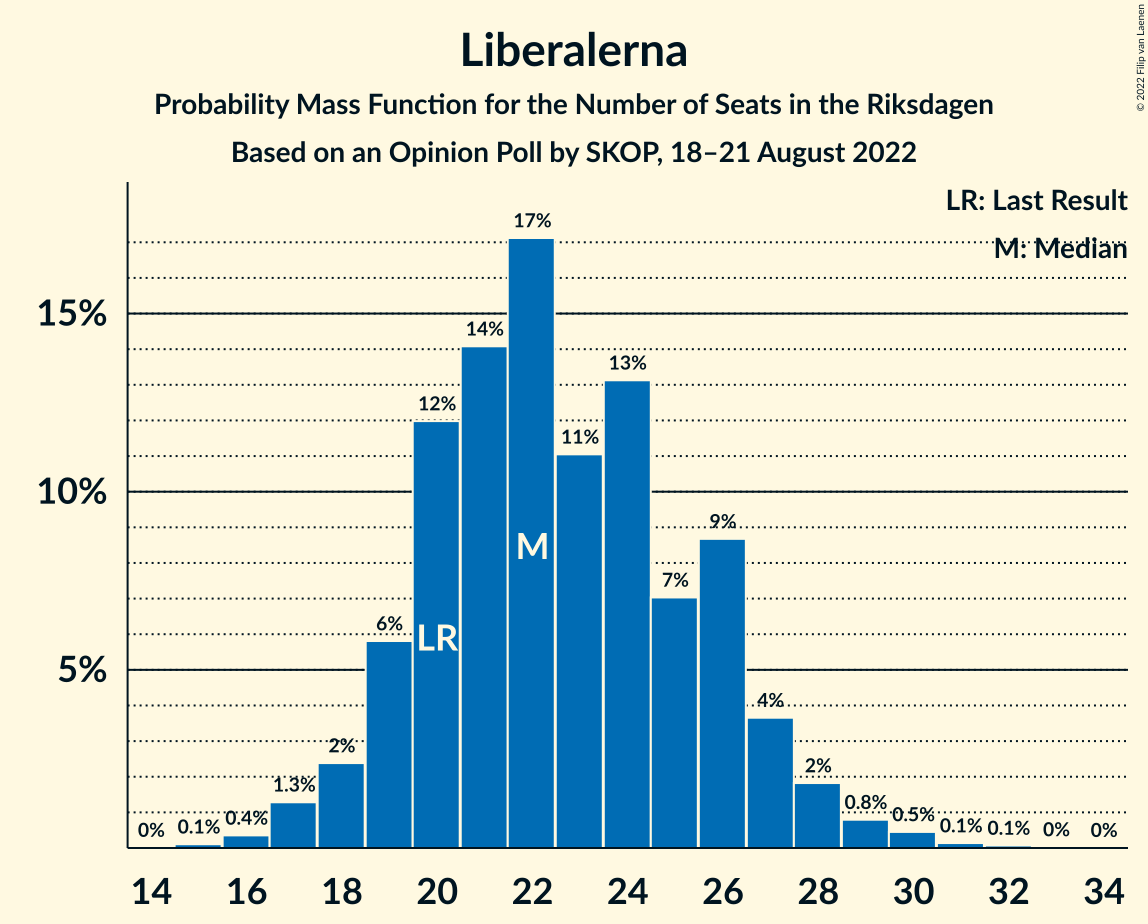 © 2022 Filip van Laenen
Liberalerna
Probability Mass Function for the Number of Seats in the Riksdagen
Based on an Opinion Poll by SKOP, 18–21 August 2022
LR: Last Result
M: Median
15%
10%
5%
0%
0.1%
0.4%
1.3%
2%
6%
12%
14%
17%
11%
13%
7%
9%
4%
2%
0.8%
0.5%
0.1%
0.1%
0%
0%
LR
M
14 16 18 20 22 24 26 28 30 32 34